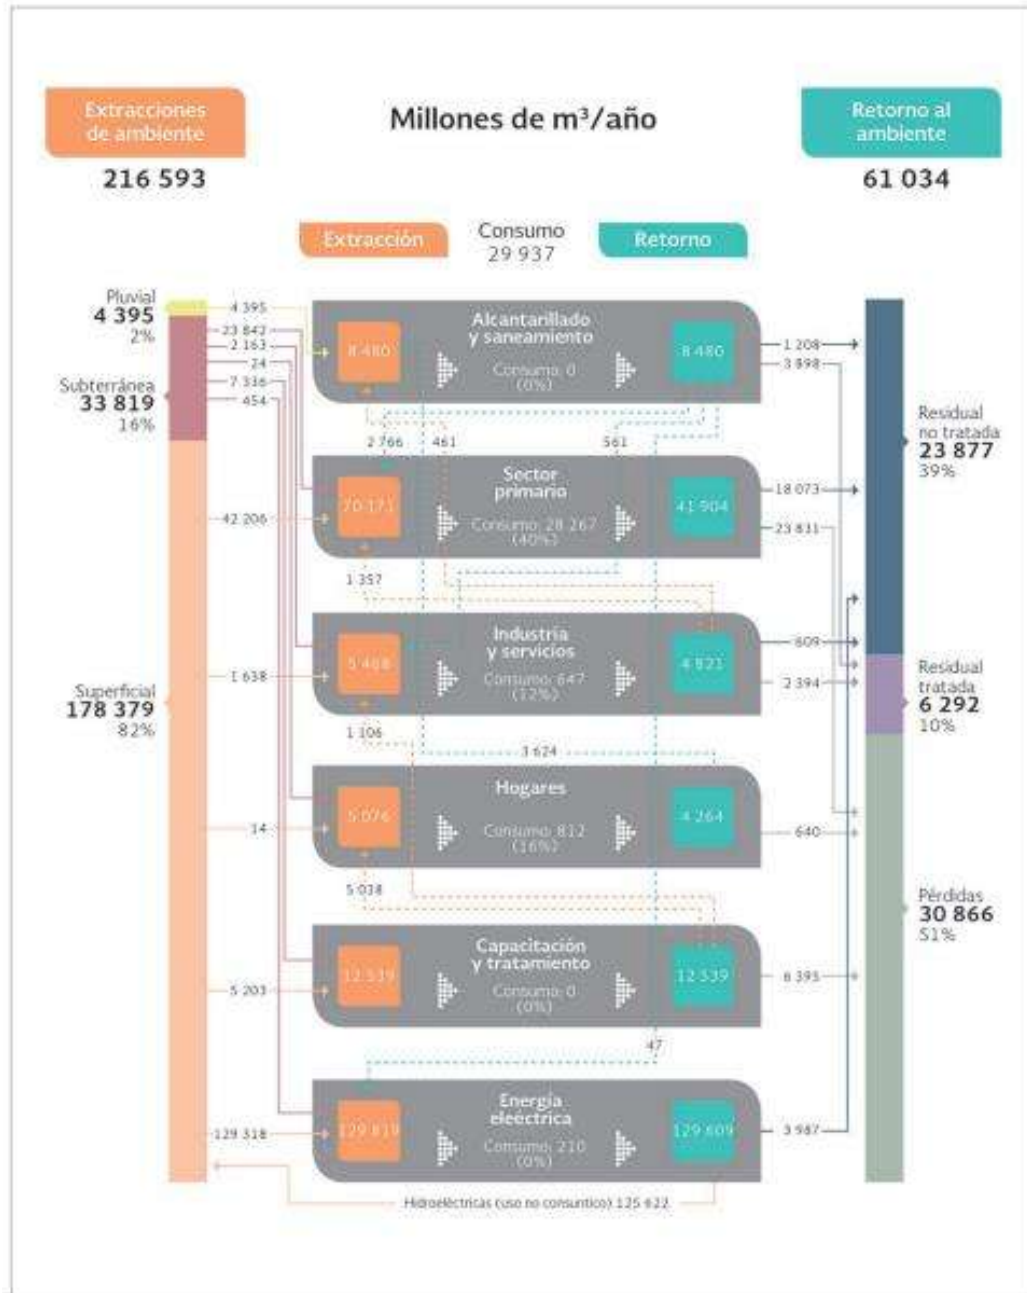 Extracciones
de ambiente
216 593
Millones de m³/año
Retorno al
ambiente
61 034
Extracción
Consumo
29 937
Retorno
Pluvial
4 395
2%
Subterránea
33 819
16%
Superficial
178 379
82%
4 395
23 842
2 163
24
7 336
454
42 206
1 638
14
5 203
129 318
8 480
Alcantarillado
y saneamiento
Consumo: 0
(0%)
8 480
1 208
3 898
2 766
461
561
70 171
Sector
primario
Consumo: 28 267
(40%)
41 904
18 073
23 831
1 357
5 468
Industria
y servicios
Consumo: 647
(12%)
4 821
609
2 394
1 106
3 624
5 076
Hogares
Consumo: 812
(16%)
4 264
640
5 038
12 539
Capacitación
y tratamiento
Consumo: 0
(0%)
12 539
6 395
47
129 819
Energía
eleéctrica
Consumo: 210
(0%)
129 609
3 987
Hidroeléctricas (uso no consuntico) 125 622
Residual
no tratada
23 877
39%
Residual
tratada
6 292
10%
Pérdidas
30 866
51%